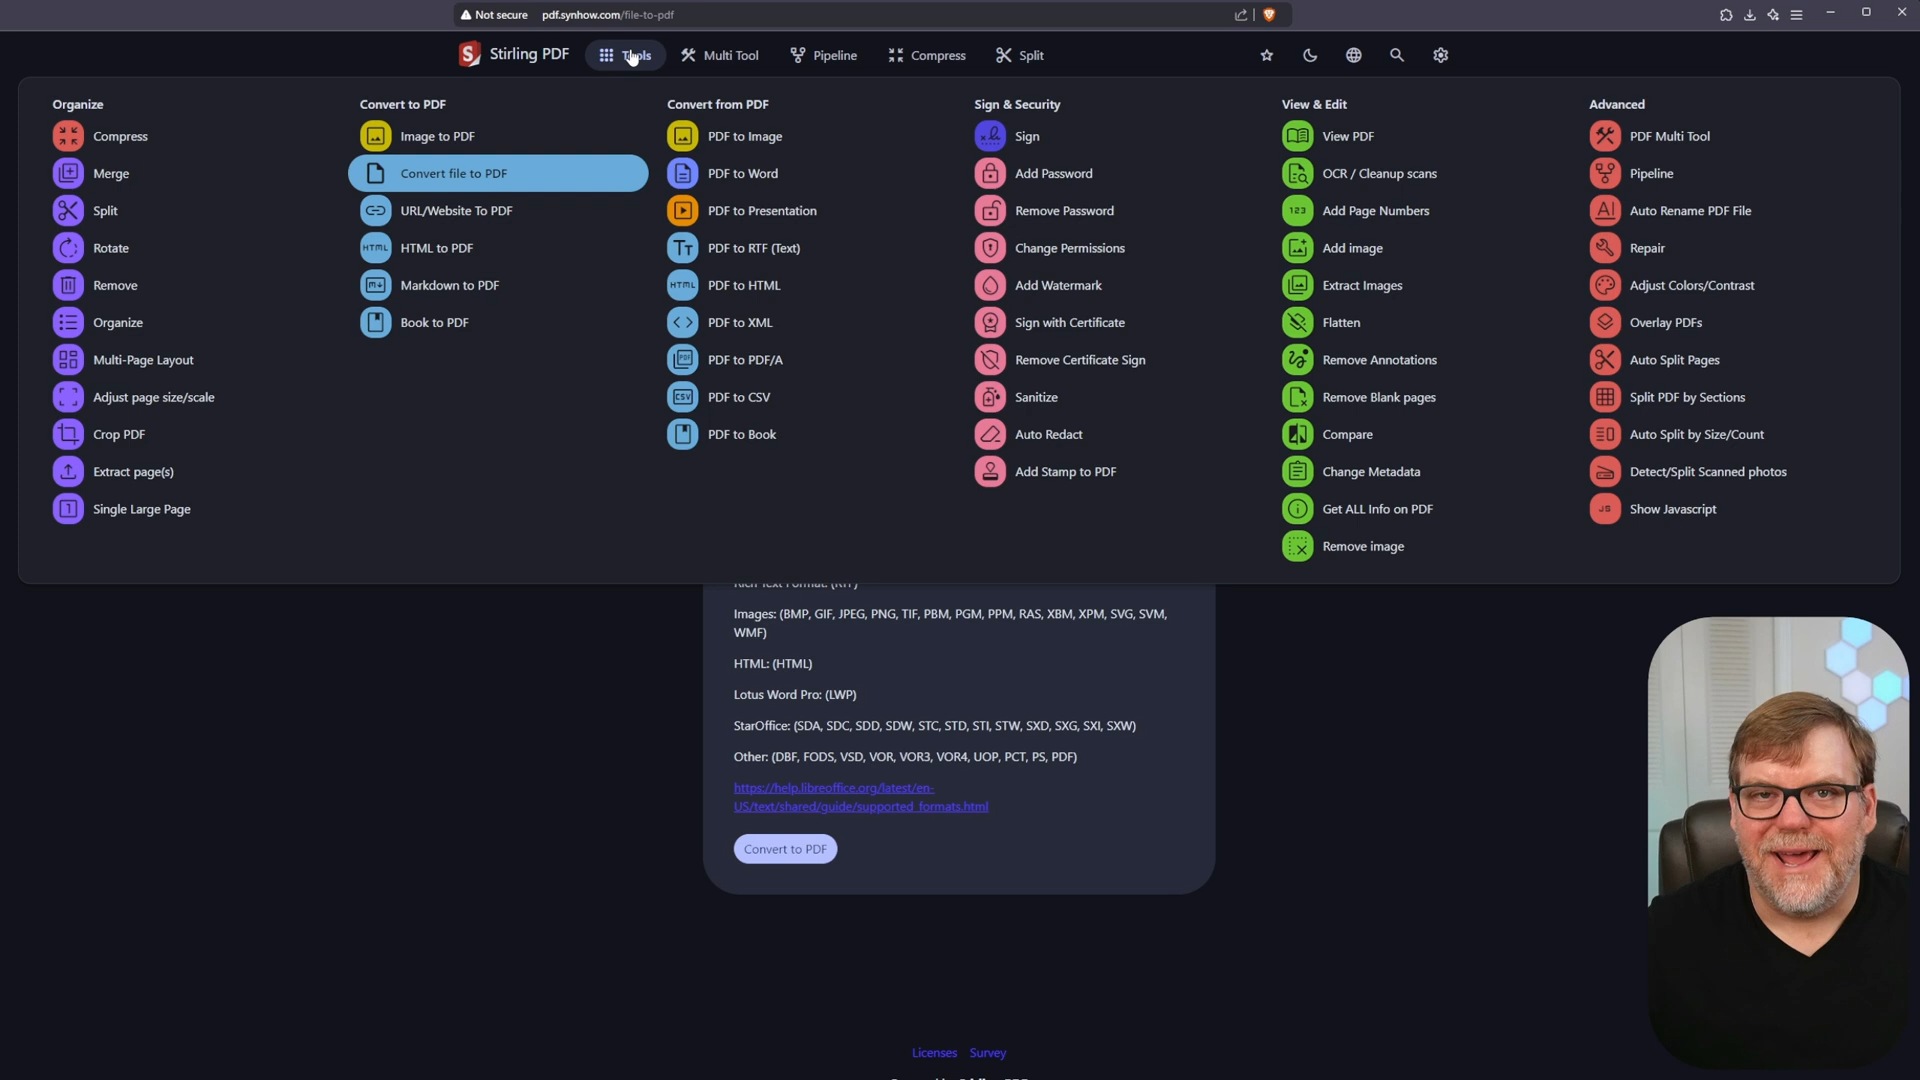 Not secure pdf.synhow.com/file-to-pdf
Stirling PDF Tools Multi Tool Pipeline Compress Split
Organize
Compress
Merge
Split
Rotate
Remove
Organize
Multi-Page Layout
Adjust page size/scale
Crop PDF
Extract page(s)
Single Large Page
Convert to PDF
Image to PDF
Convert file to PDF
URL/Website To PDF
HTML to PDF
Markdown to PDF
Book to PDF
Convert from PDF
PDF to Image
PDF to Word
PDF to Presentation
PDF to RTF (Text)
PDF to HTML
PDF to XML
PDF to PDF/A
PDF to CSV
PDF to Book
Sign & Security
Sign
Add Password
Remove Password
Change Permissions
Add Watermark
Sign with Certificate
Remove Certificate Sign
Sanitize
Auto Redact
Add Stamp to PDF
View & Edit
View PDF
OCR / Cleanup scans
Add Page Numbers
Add image
Extract Images
Flatten
Remove Annotations
Remove Blank pages
Compare
Change Metadata
Get ALL Info on PDF
Remove image
Advanced
PDF Multi Tool
Pipeline
Auto Rename PDF File
Repair
Adjust Colors/Contrast
Overlay PDFs
Auto Split Pages
Split PDF by Sections
Auto Split by Size/Count
Detect/Split Scanned photos
Show Javascript
Rich Text Format: (RTF)
Images: (BMP, GIF, JPEG, PNG, TIF, PBM, PGM, PPM, RAS, XBM, XPM, SVG, SVM,
WMF)
HTML: (HTML)
Lotus Word Pro: (LWP)
StarOffice: (SDA, SDC, SDD, SDW, STC, STD, STI, STW, SXD, SXG, SXI, SXW)
Other: (DBF, FODS, VSD, VOR, VOR3, VOR4, UOP, PCT, PS, PDF)
https://help.libreoffice.org/latest/en-
US/text/shared/guide/supported_formats.html
Convert to PDF
Licenses Survey